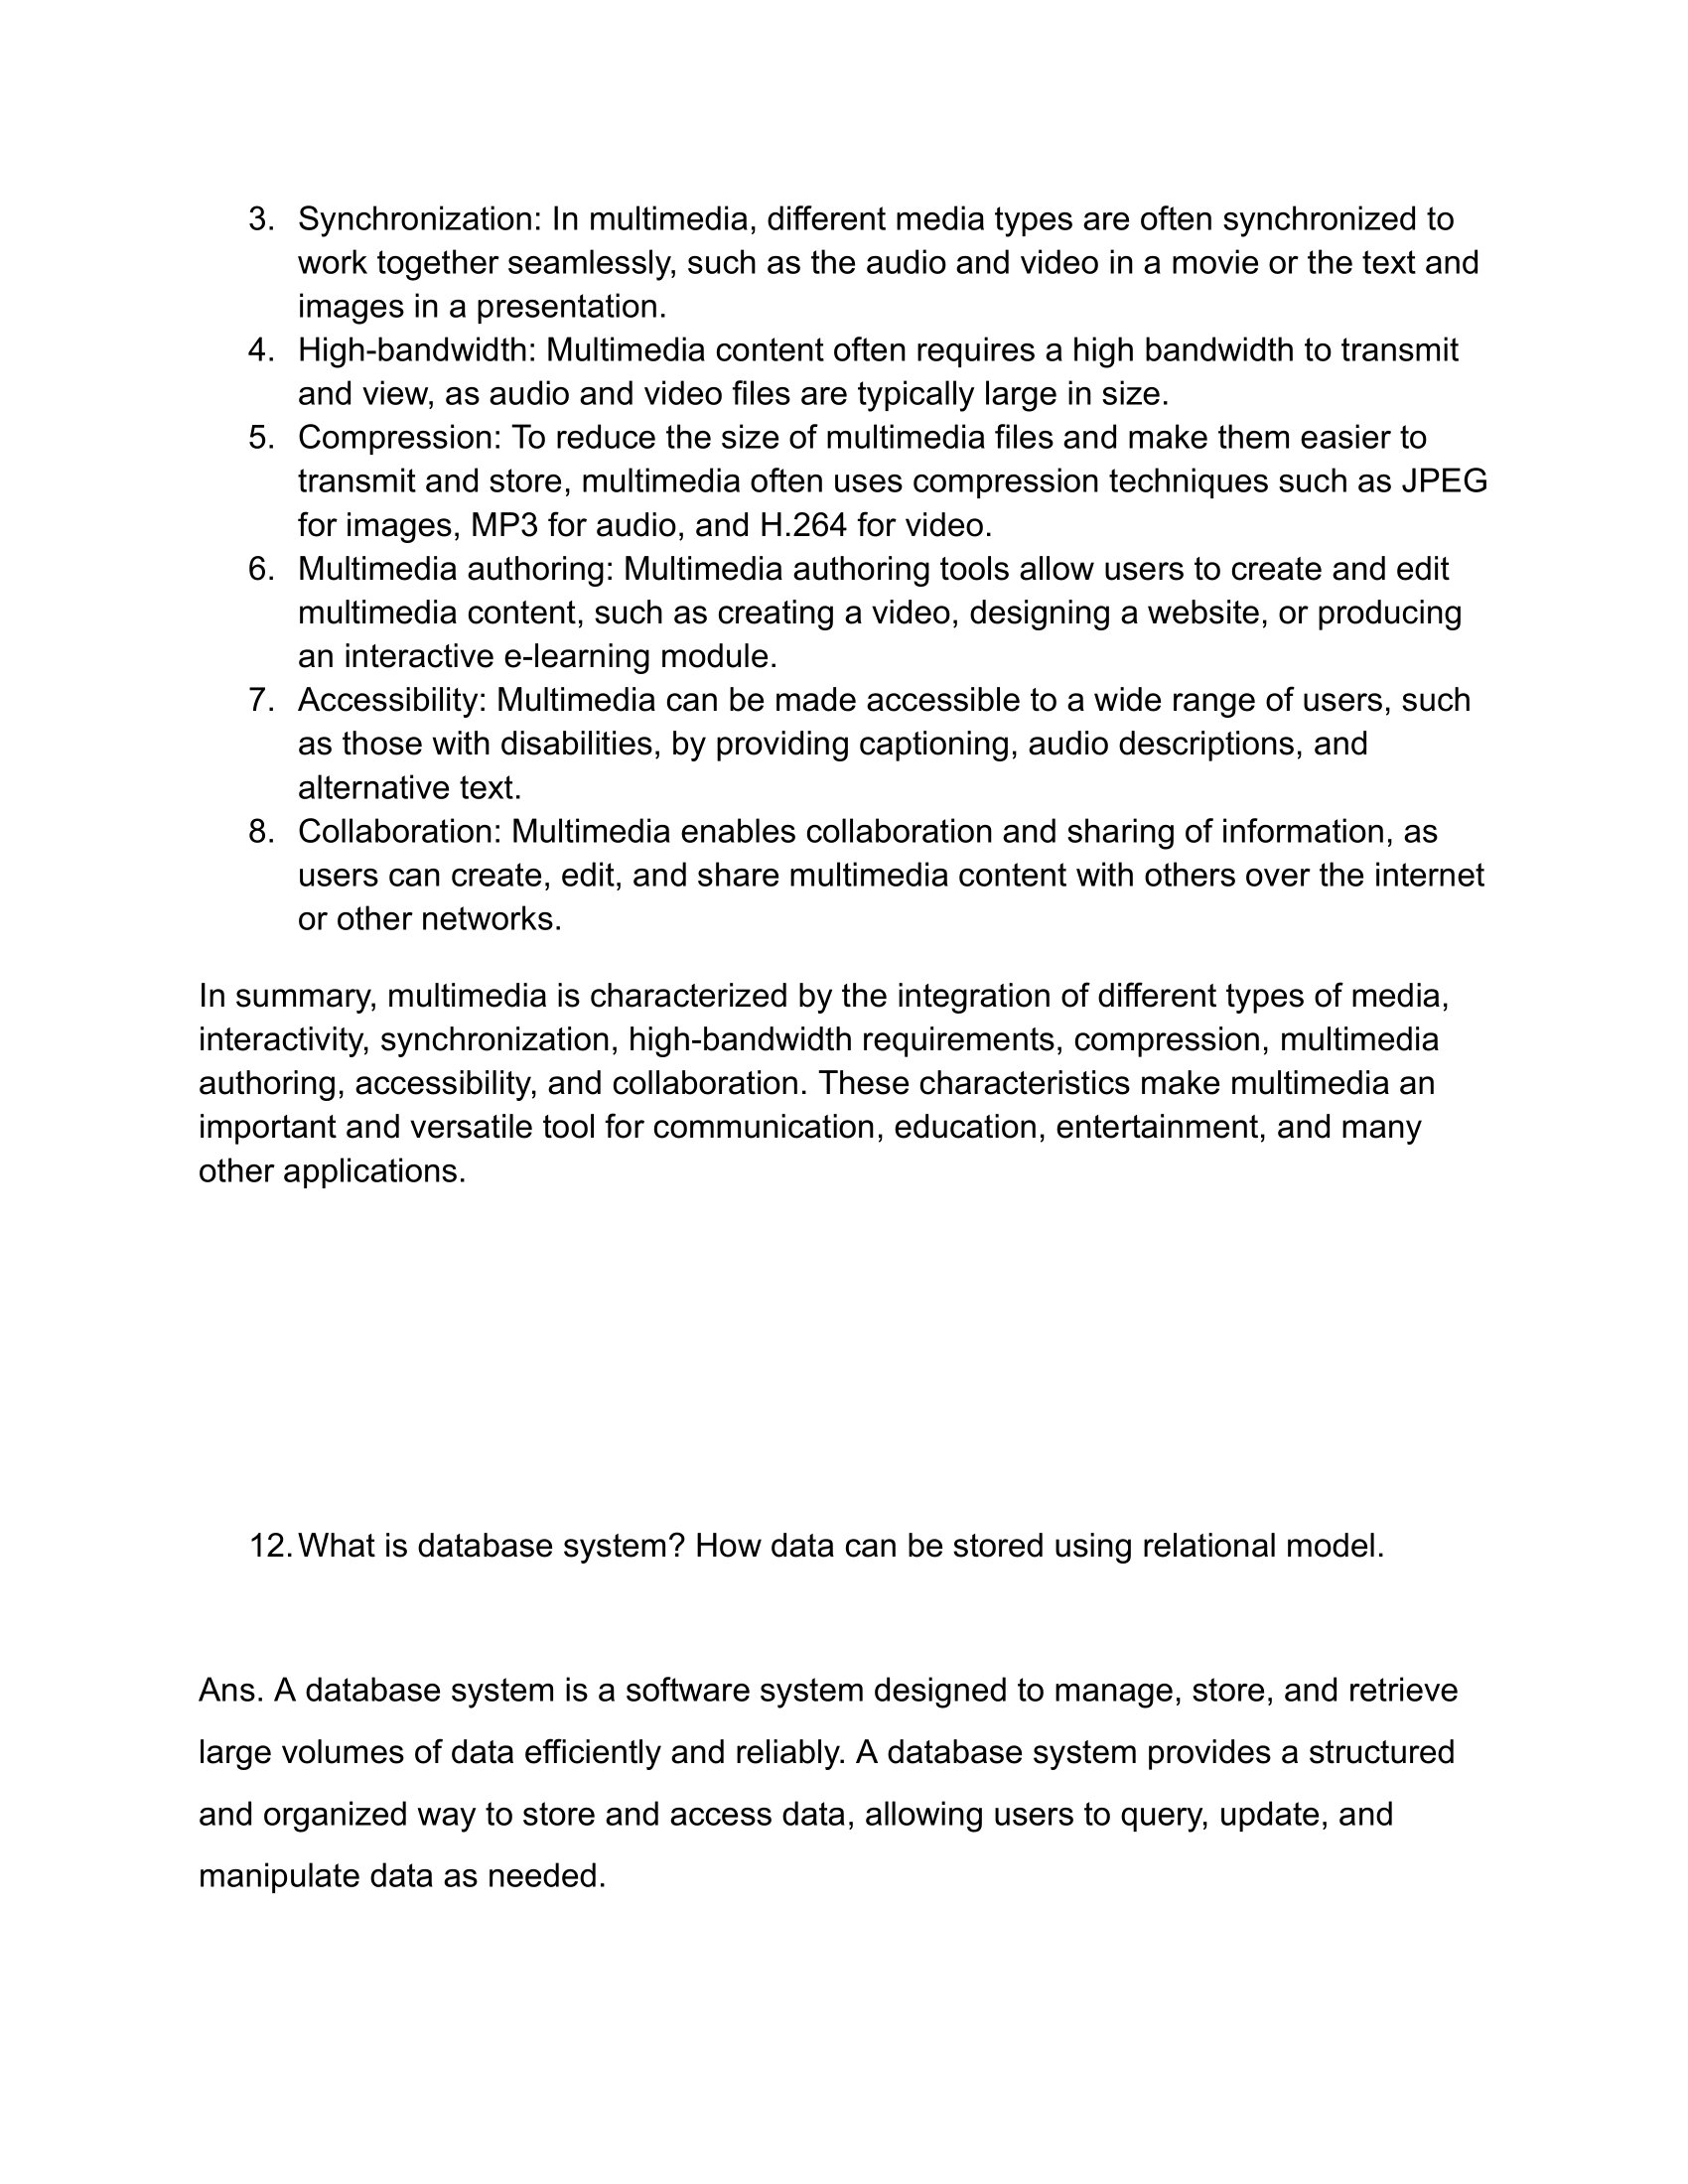 3. Synchronization: In multimedia, different media types are often synchronized to
work together seamlessly, such as the audio and video in a movie or the text and
images in a presentation.
4. High-bandwidth: Multimedia content often requires a high bandwidth to transmit
and view, as audio and video files are typically large in size.
5. Compression: To reduce the size of multimedia files and make them easier to
transmit and store, multimedia often uses compression techniques such as JPEG
for images, MP3 for audio, and H.264 for video.
6. Multimedia authoring: Multimedia authoring tools allow users to create and edit
multimedia content, such as creating a video, designing a website, or producing
an interactive e-learning module.
7. Accessibility: Multimedia can be made accessible to a wide range of users, such
as those with disabilities, by providing captioning, audio descriptions, and
alternative text.
8. Collaboration: Multimedia enables collaboration and sharing of information, as
users can create, edit, and share multimedia content with others over the internet
or other networks.
In summary, multimedia is characterized by the integration of different types of media,
interactivity, synchronization, high-bandwidth requirements, compression, multimedia
authoring, accessibility, and collaboration. These characteristics make multimedia an
important and versatile tool for communication, education, entertainment, and many
other applications.
12. What is database system? How data can be stored using relational model.
Ans. A database system is a software system designed to manage, store, and retrieve
large volumes of data efficiently and reliably. A database system provides a structured
and organized way to store and access data, allowing users to query, update, and
manipulate data as needed.